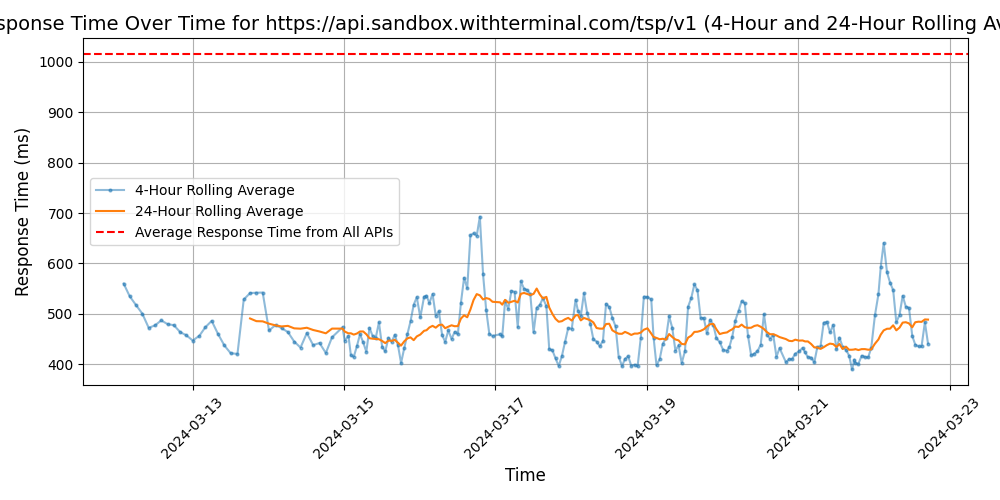 sponse Time Over Time for https://api.sandbox.withterminal.com/tsp/v1 (4-Hour and 24-Hour Rolling Av
Response Time (ms)
1000
900
800
700
600
500
400
4-Hour Rolling Average
24-Hour Rolling Average
Average Response Time from All APIs
2024-03-13
2024-03-15
2024-03-17
2024-03-19
2024-03-21
2024-03-23
Time